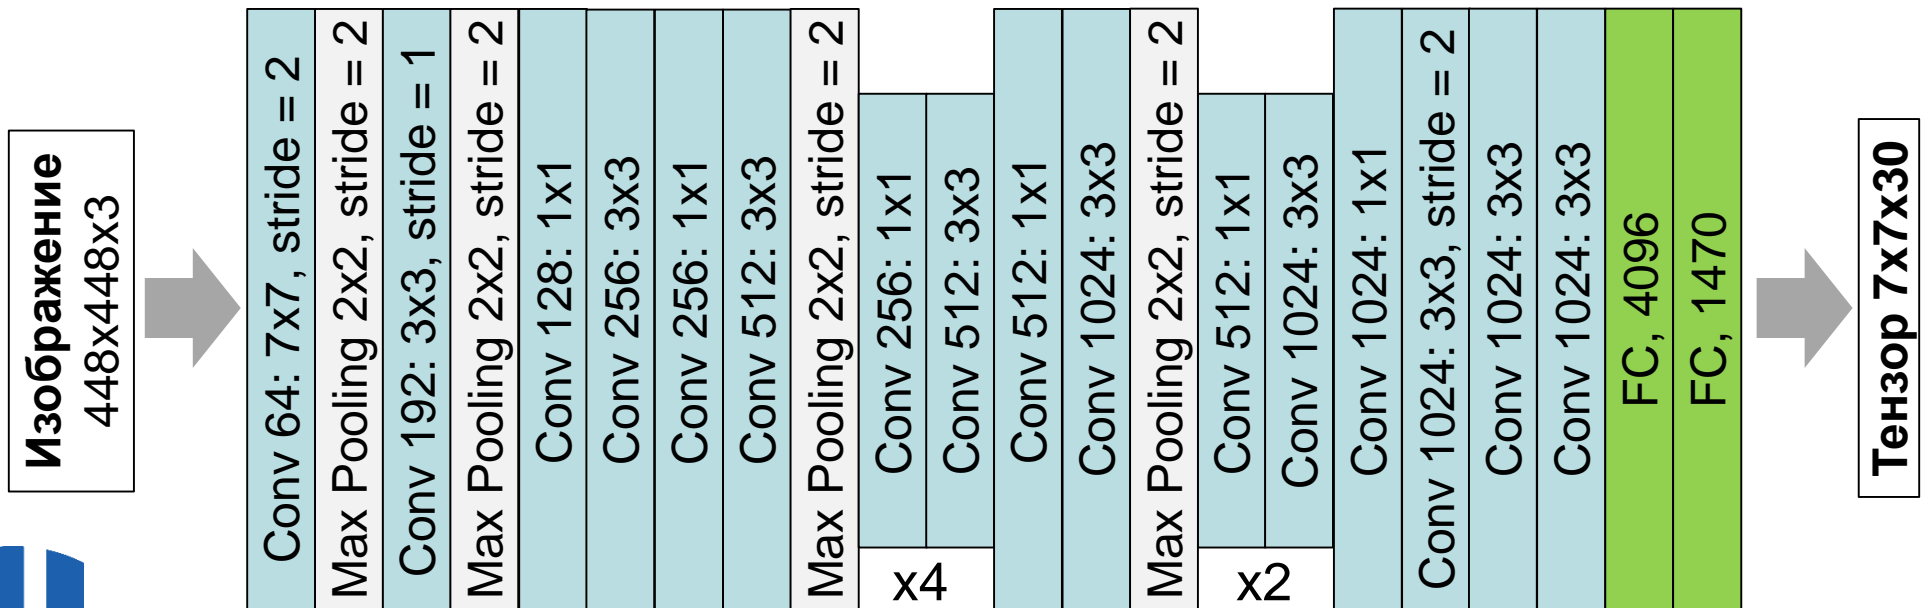 Изображение
448x448x3
Conv 64: 7x7, stride = 2
Max Pooling 2x2, stride = 2
Conv 192: 3x3, stride = 1
Max Pooling 2x2, stride = 2
Conv 128: 1x1
Conv 256: 3x3
Conv 256: 1x1
Conv 512: 3x3
Max Pooling 2x2, stride = 2
Conv 256: 1x1
Conv 512: 3x3
x4
Conv 512: 1x1
Conv 1024: 3x3
Max Pooling 2x2, stride = 2
Conv 512: 1x1
Conv 1024: 3x3
x2
Conv 1024: 1x1
Conv 1024: 3x3, stride = 2
Conv 1024: 3x3
Conv 1024: 3x3
FC, 4096
FC, 1470
Тензор 7x7x30